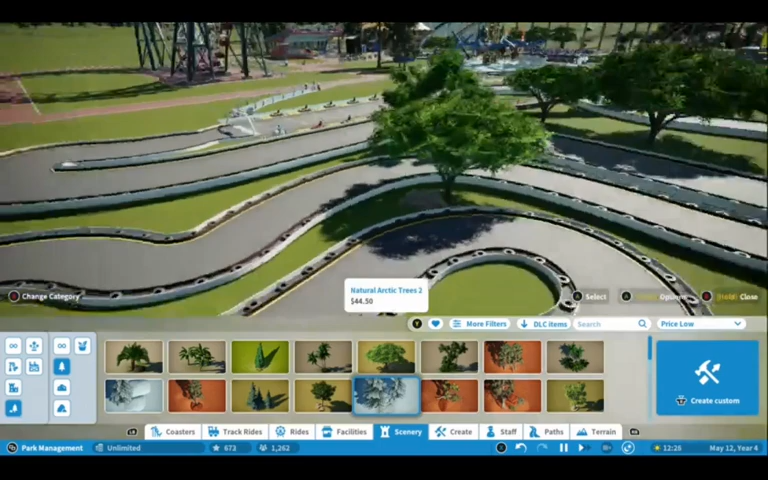 Natural Arctic Trees 2
$44.50
Change Category
Select
Close
More Filters
DLC items
Search
Price Low
Create custom
Coasters
Track Rides
Rides
Facilities
Scenery
Create
Staff
Paths
Terrain
Park Management
Unlimited
673
1,262
12:26
May 12, Year 4